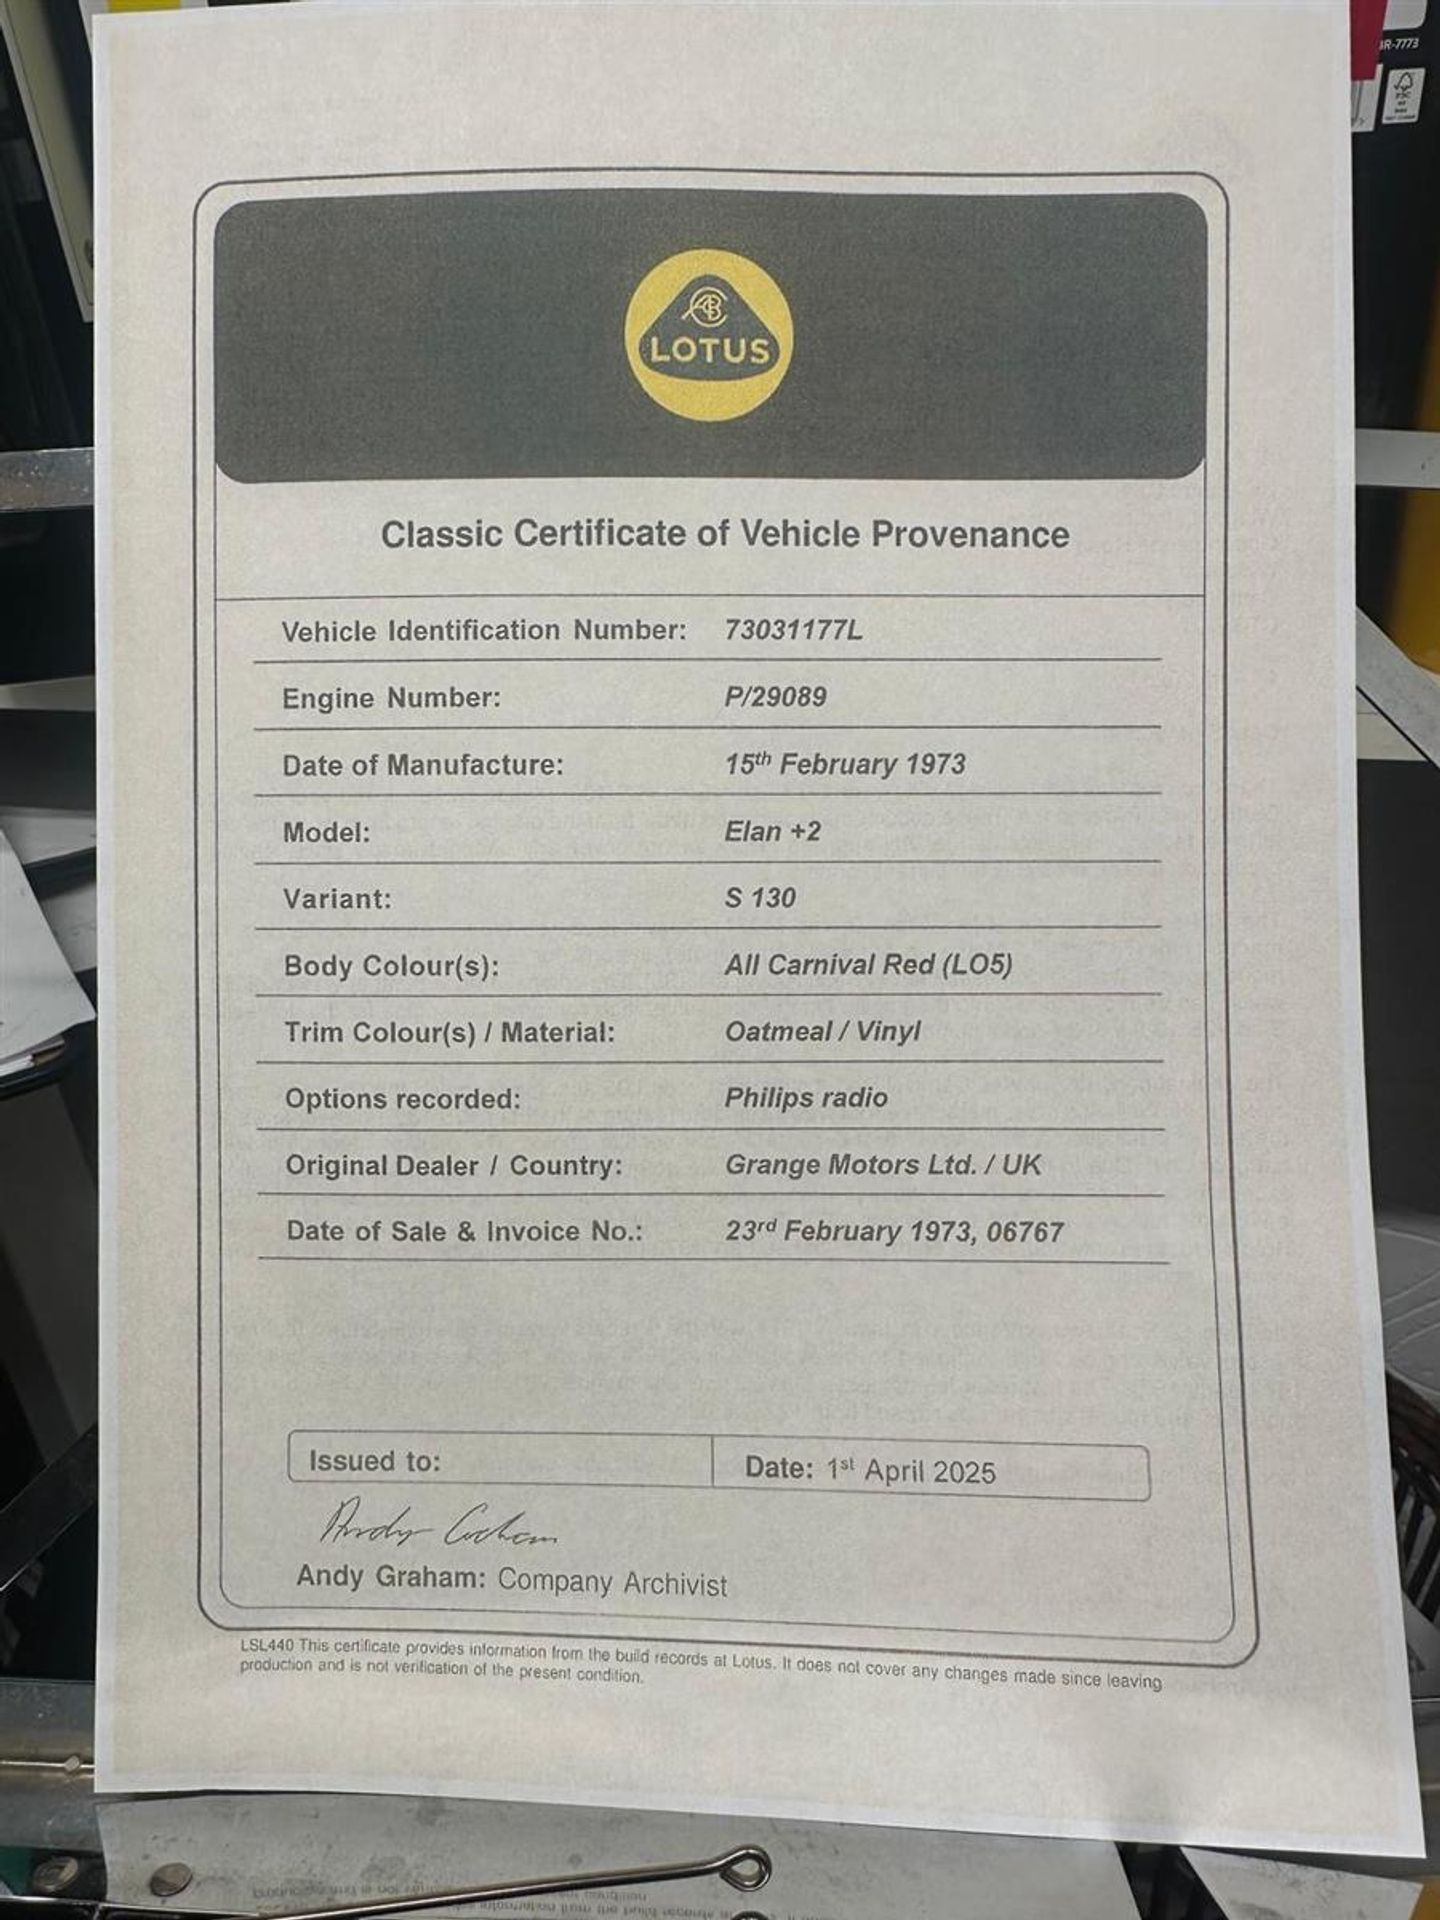 IR-7773
LOTUS
Classic Certificate of Vehicle Provenance
Vehicle Identification Number: 73031177L
Engine Number: P/29089
Date of Manufacture: 15th February 1973
Model: Elan +2
Variant: S 130
Body Colour(s): All Carnival Red (LO5)
Trim Colour(s) / Material: Oatmeal / Vinyl
Options recorded: Philips radio
Original Dealer / Country: Grange Motors Ltd. / UK
Date of Sale & Invoice No.: 23rd February 1973, 06767
Issued to: Date: 1st April 2025
Andy Graham
Andy Graham: Company Archivist
LSL440 This certificate provides information from the build records at Lotus. It does not cover any changes made since leaving
production and is not verification of the present condition.